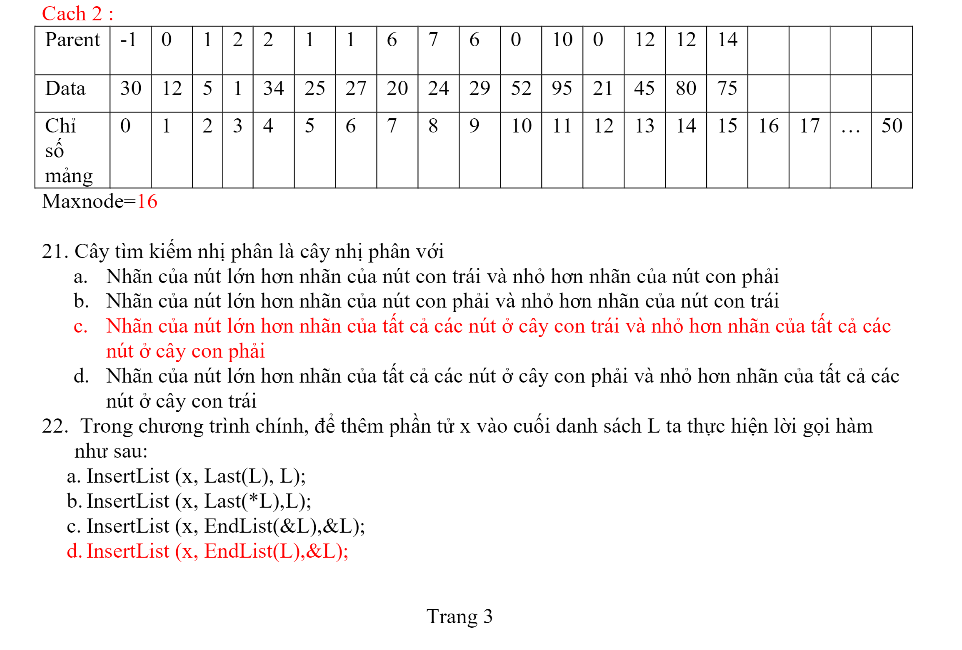 Cach 2 :
Parent -1 0 1 2 2 1 1 6 7 6 0 10 0 12 12 14
Data 30 12 5 1 34 25 27 20 24 29 52 95 21 45 80 75
Chỉ 0 1 2 3 4 5 6 7 8 9 10 11 12 13 14 15 16 17 … 50
số
mảng
Maxnode=16
21. Cây tìm kiếm nhị phân là cây nhị phân với
a. Nhãn của nút lớn hơn nhãn của nút con trái và nhỏ hơn nhãn của nút con phải
b. Nhãn của nút lớn hơn nhãn của nút con phải và nhỏ hơn nhãn của nút con trái
c. Nhãn của nút lớn hơn nhãn của tất cả các nút ở cây con trái và nhỏ hơn nhãn của tất cả các
nút ở cây con phải
d. Nhãn của nút lớn hơn nhãn của tất cả các nút ở cây con phải và nhỏ hơn nhãn của tất cả các
nút ở cây con trái
22. Trong chương trình chính, để thêm phần tử x vào cuối danh sách L ta thực hiện lời gọi hàm
như sau:
a. InsertList (x, Last(L), L);
b. InsertList (x, Last(*L),L);
c. InsertList (x, EndList(&L),&L);
d. InsertList (x, EndList(L),&L);
Trang 3